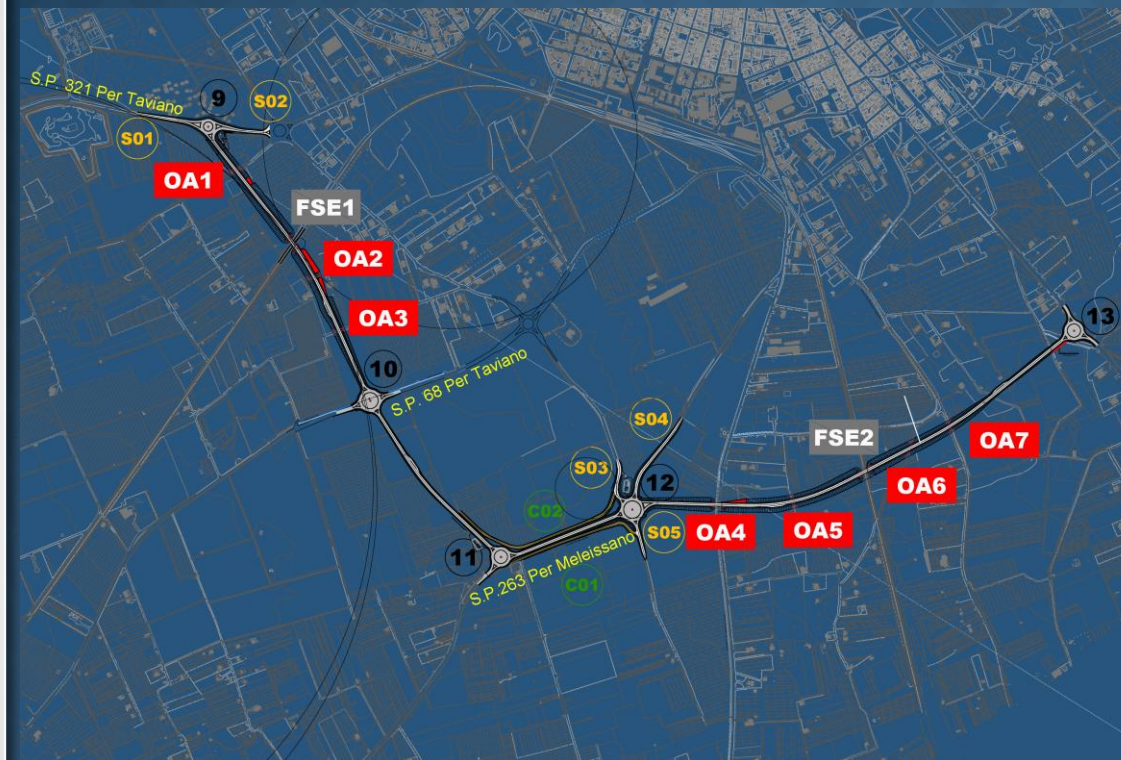 S.P. 321 Per Taviano
9
S02
S01
OA1
FSE1
OA2
OA3
10
S.P. 68 Per Taviano
13
S04
FSE2
OA7
S03
12
OA6
C02
S05
OA4
OA5
11
S.P.263 Per Meleissano
C01